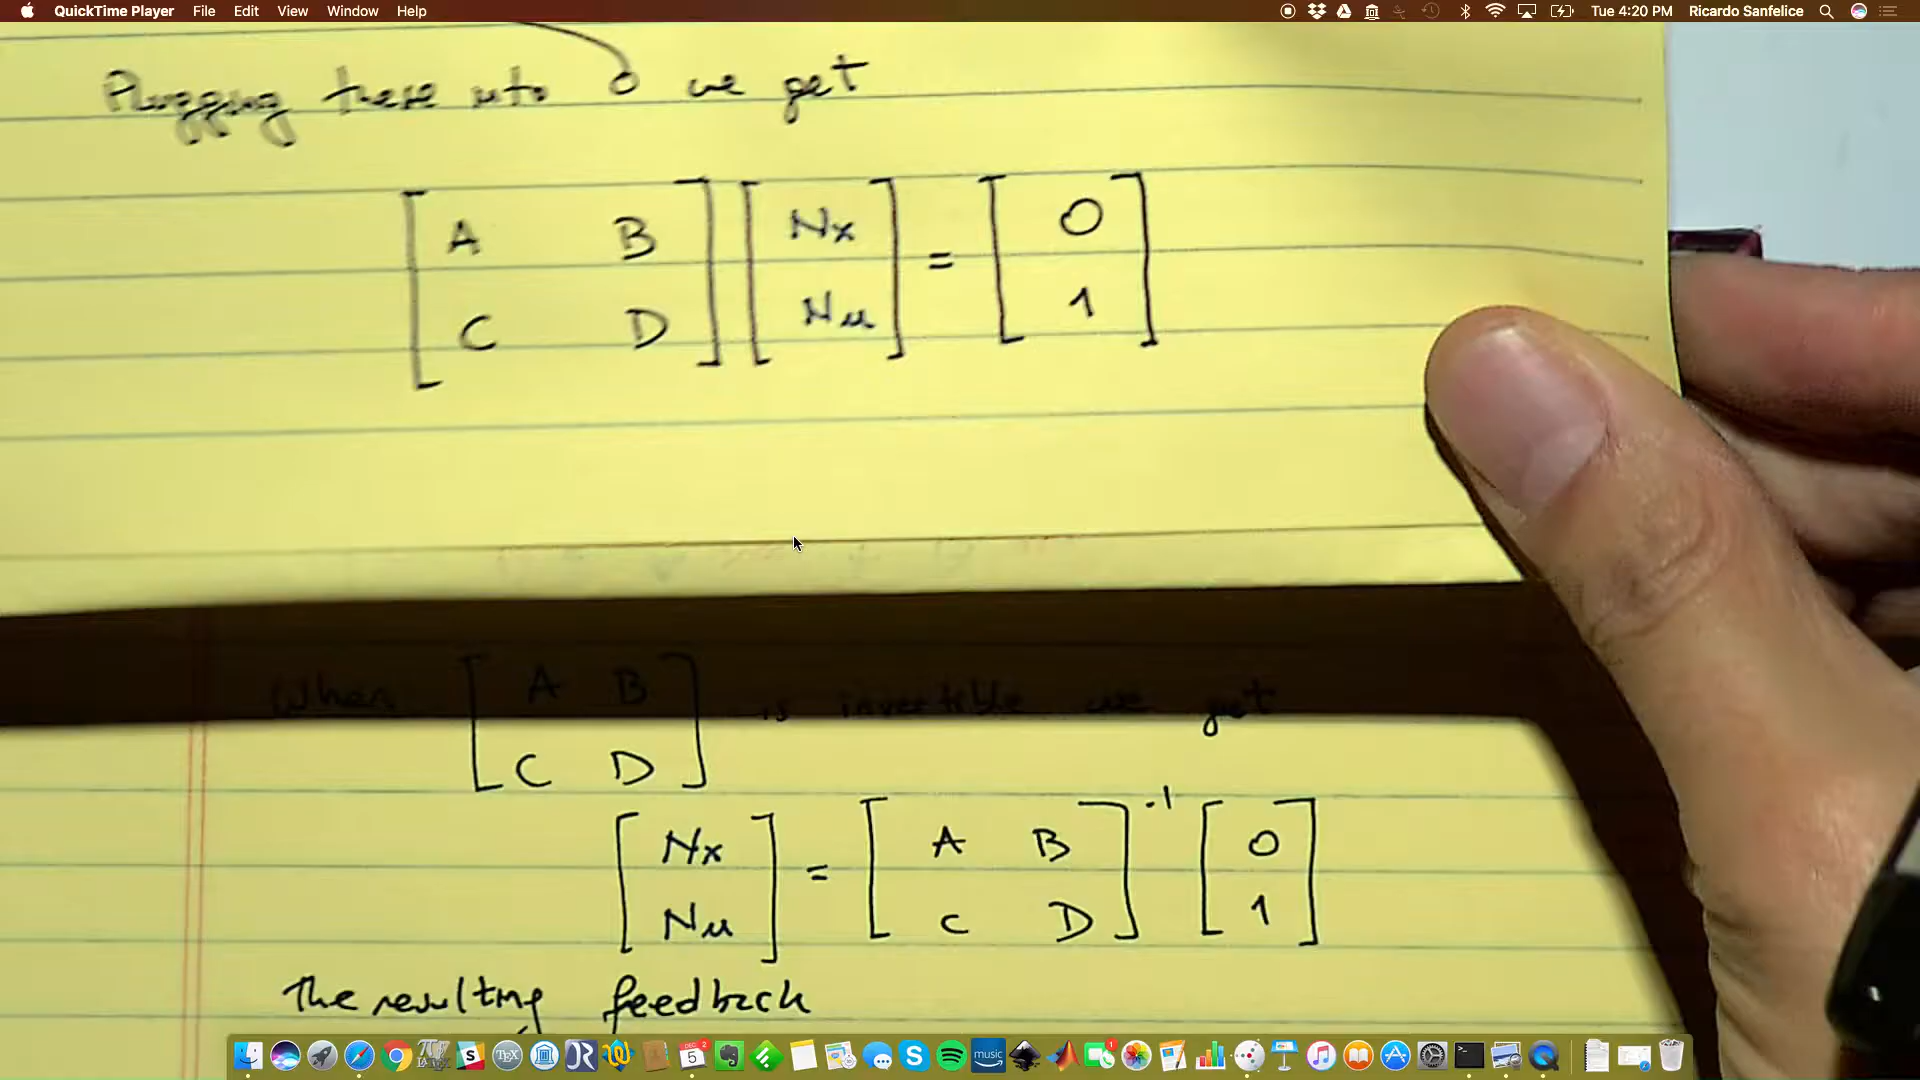 QuickTime Player File Edit View Window Help Tue 4:20 PM Ricardo Sanfelice
Plugging these into we get
[ A B ] [ Nx ] = [ 0 ]
[ C D ] [ Nu ] [ 1 ]
When [ A B ] is invertible we get
[ C D ]
[ Nx ] = [ A B ]-1 [ 0 ]
[ Nu ] [ C D ] [ 1 ]
The resulting feedback
music